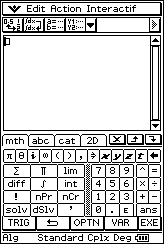 Edit Action Interactif
mth abc cat 2D
π θ i ∞ ( ) , ⇒ x y z t
Σ Π lim 7 8 9 ^ =
diff ∫ int 4 5 6 × ÷
! nPr nCr 1 2 3 + −
solv dSlv ' 0 . E ans
TRIG OPTN VAR EXE
Alg Standard Cplx Deg